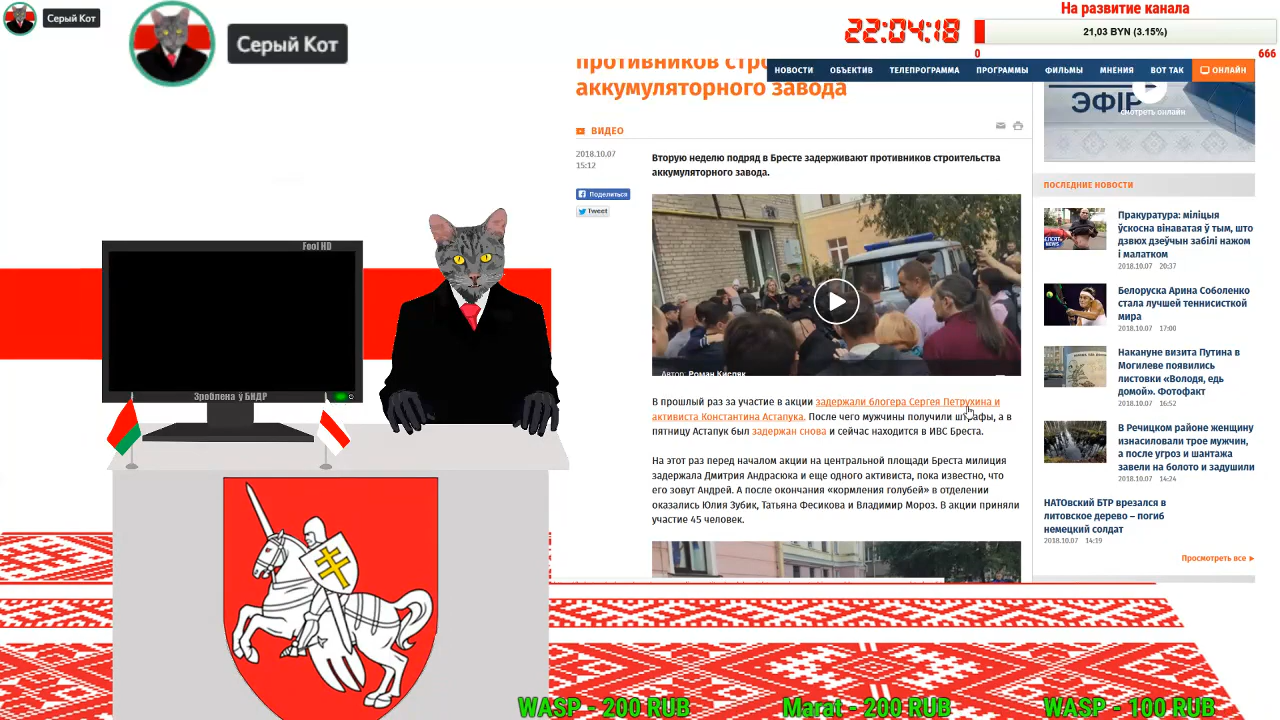 Серый Кот
Серый Кот
22:04:18
На развитие канала
21,03 BYN (3.15%)
0
666
НОВОСТИ ОБЪЕКТИВ ТЕЛЕПРОГРАММА ПРОГРАММЫ ФИЛЬМЫ МНЕНИЯ ВОТ ТАК ОНЛАЙН
противников стро
аккумуляторного завода
ВИДЕО
2018.10.07
15:12
Поделиться
Tweet
Вторую неделю подряд в Бресте задерживают противников строительства
аккумуляторного завода.
Автор: Роман Кисляк
В прошлый раз за участие в акции задержали блогера Сергея Петрухина и
активиста Константина Астапука. После чего мужчины получили штрафы, а в
пятницу Астапук был задержан снова и сейчас находится в ИВС Бреста.
На этот раз перед началом акции на центральной площади Бреста милиция
задержала Дмитрия Андрасюка и еще одного активиста, пока известно, что
его зовут Андрей. А после окончания «кормления голубей» в отделении
оказались Юлия Зубик, Татьяна Фесикова и Владимир Мороз. В акции приняли
участие 45 человек.
ЭФИР
смотреть онлайн
ПОСЛЕДНИЕ НОВОСТИ
Пракуратура: міліцыя
ўскосна вінаватая ў тым, што
дзвюх дзеўчын забілі нажом
і малатком
2018.10.07 20:37
Белоруска Арина Соболенко
стала лучшей теннисисткой
мира
2018.10.07 17:00
Накануне визита Путина в
Могилеве появились
листовки «Володя, едь
домой». Фотофакт
2018.10.07 16:52
В Речицком районе женщину
изнасиловали трое мужчин,
а после угроз и шантажа
завели на болото и задушили
2018.10.07 14:24
НАТОвский БТР врезался в
литовское дерево – погиб
немецкий солдат
2018.10.07 14:19
Просмотреть все
Fool HD
Зроблена ў БНДР
WASP - 200 RUB
Marat - 200 RUB
WASP - 100 RUB